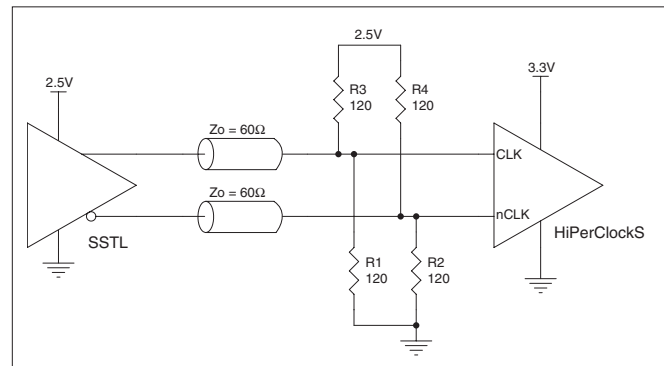 2.5V
3.3V
2.5V
R3
120
R4
120
Zo = 60Ω
CLK
Zo = 60Ω
nCLK
SSTL
HiPerClockS
R1
120
R2
120